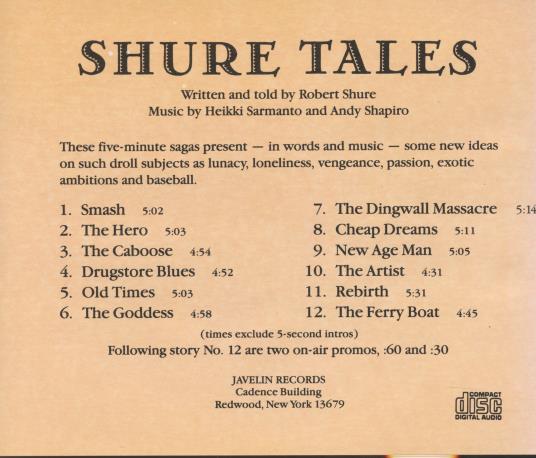 SHURE TALES
Written and told by Robert Shure
Music by Heikki Sarmanto and Andy Shapiro
These five-minute sagas present — in words and music — some new ideas
on such droll subjects as lunacy, loneliness, vengeance, passion, exotic
ambitions and baseball.
1. Smash 5:02
2. The Hero 5:03
3. The Caboose 4:54
4. Drugstore Blues 4:52
5. Old Times 5:03
6. The Goddess 4:58
7. The Dingwall Massacre 5:14
8. Cheap Dreams 5:11
9. New Age Man 5:05
10. The Artist 4:31
11. Rebirth 5:31
12. The Ferry Boat 4:45
(times exclude 5-second intros)
Following story No. 12 are two on-air promos, :60 and :30
JAVELIN RECORDS
Cadence Building
Redwood, New York 13679
COMPACT
disc
DIGITAL AUDIO